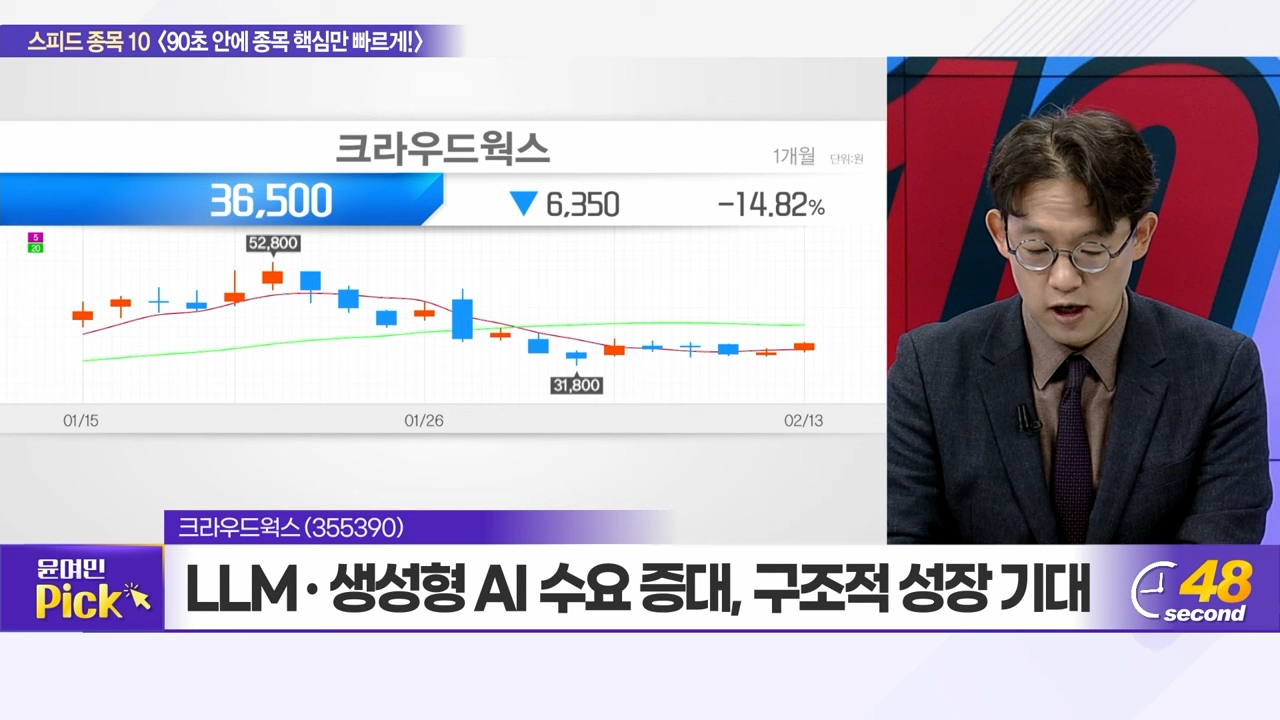 스피드 종목 10 〈90초 안에 종목 핵심만 빠르게!〉
크라우드웍스
1개월 단위:원
36,500 ▼ 6,350 -14.82%
5
20
52,800
31,800
01/15 01/26 02/13
크라우드웍스 (355390)
윤여민
Pick
LLM·생성형 AI 수요 증대, 구조적 성장 기대
48
second